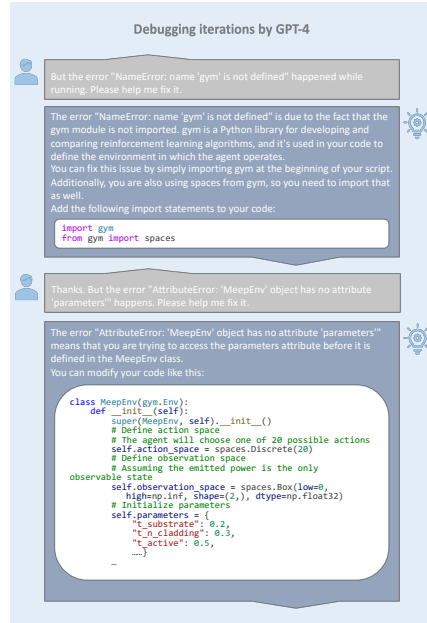 Debugging iterations by GPT-4
But the error "NameError: name 'gym' is not defined" happened while
running. Please help me fix it.
The error "NameError: name 'gym' is not defined" is due to the fact that the
gym module is not imported. gym is a Python library for developing and
comparing reinforcement learning algorithms, and it's used in your code to
define the environment in which the agent operates.
You can fix this issue by simply importing gym at the beginning of your script.
Additionally, you are also using spaces from gym, so you need to import that
as well.
Add the following import statements to your code:
import gym
from gym import spaces
Thanks. But the error "AttributeError: 'MeepEnv' object has no attribute
'parameters'" happens. Please help me fix it.
The error "AttributeError: 'MeepEnv' object has no attribute 'parameters'"
means that you are trying to access the parameters attribute before it is
defined in the MeepEnv class.
You can modify your code like this:
class MeepEnv(gym.Env):
def __init__(self):
super(MeepEnv, self).__init__()
# Define action space
# The agent will choose one of 20 possible actions
self.action_space = spaces.Discrete(20)
# Define observation space
# Assuming the emitted power is the only
observable state
self.observation_space = spaces.Box(low=0,
high=np.inf, shape=(2,), dtype=np.float32)
# Initialize parameters
self.parameters = {
"t_substrate": 0.2,
"t_n_cladding": 0.3,
"t_active": 0.5,
……}
…